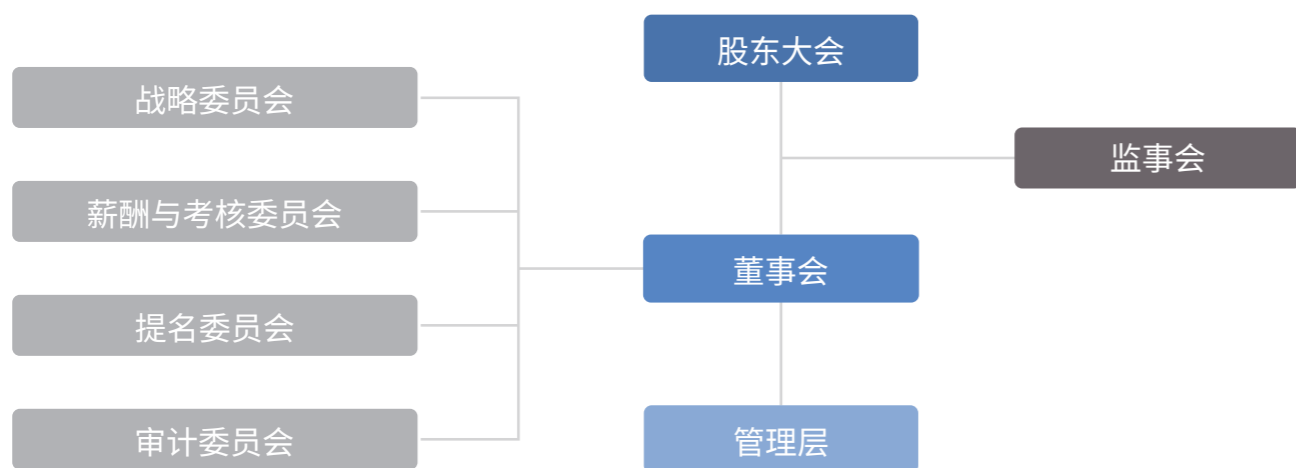 股东大会
战略委员会
监事会
薪酬与考核委员会
董事会
提名委员会
审计委员会
管理层